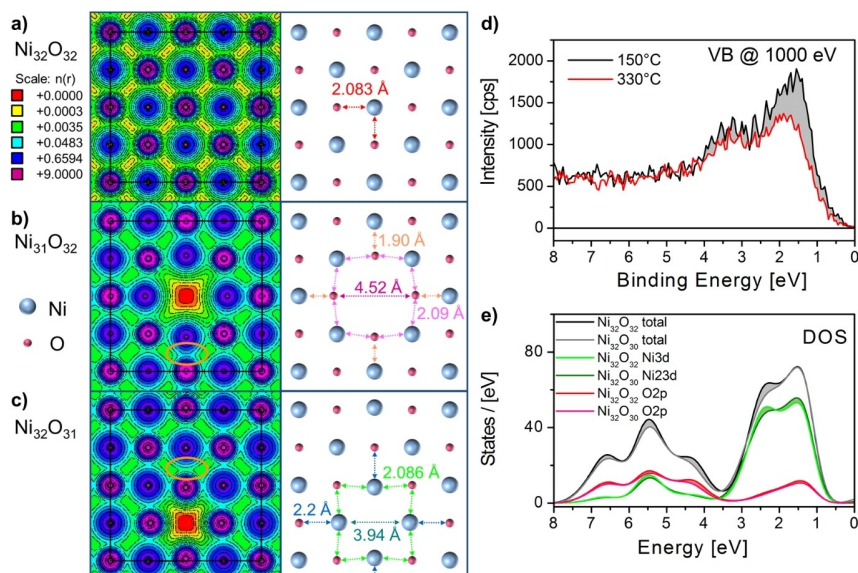 a)
Ni32O32
Scale: n(r)
+0.0000
+0.0003
+0.0035
+0.0483
+0.6594
+9.0000
2.083 Å
b)
Ni31O32
Ni
O
1.90 Å
4.52 Å
2.09 Å
c)
Ni32O31
2.086 Å
2.2 Å
3.94 Å
d)
VB @ 1000 eV
150°C
330°C
Intensity [cps]
2000
1500
1000
500
0
8 7 6 5 4 3 2 1 0
Binding Energy [eV]
e)
DOS
Ni32O32 total
Ni32O30 total
Ni32O32 Ni3d
Ni32O30 Ni23d
Ni32O32 O2p
Ni32O30 O2p
States / [eV]
80
40
0
8 7 6 5 4 3 2 1 0
Energy [eV]